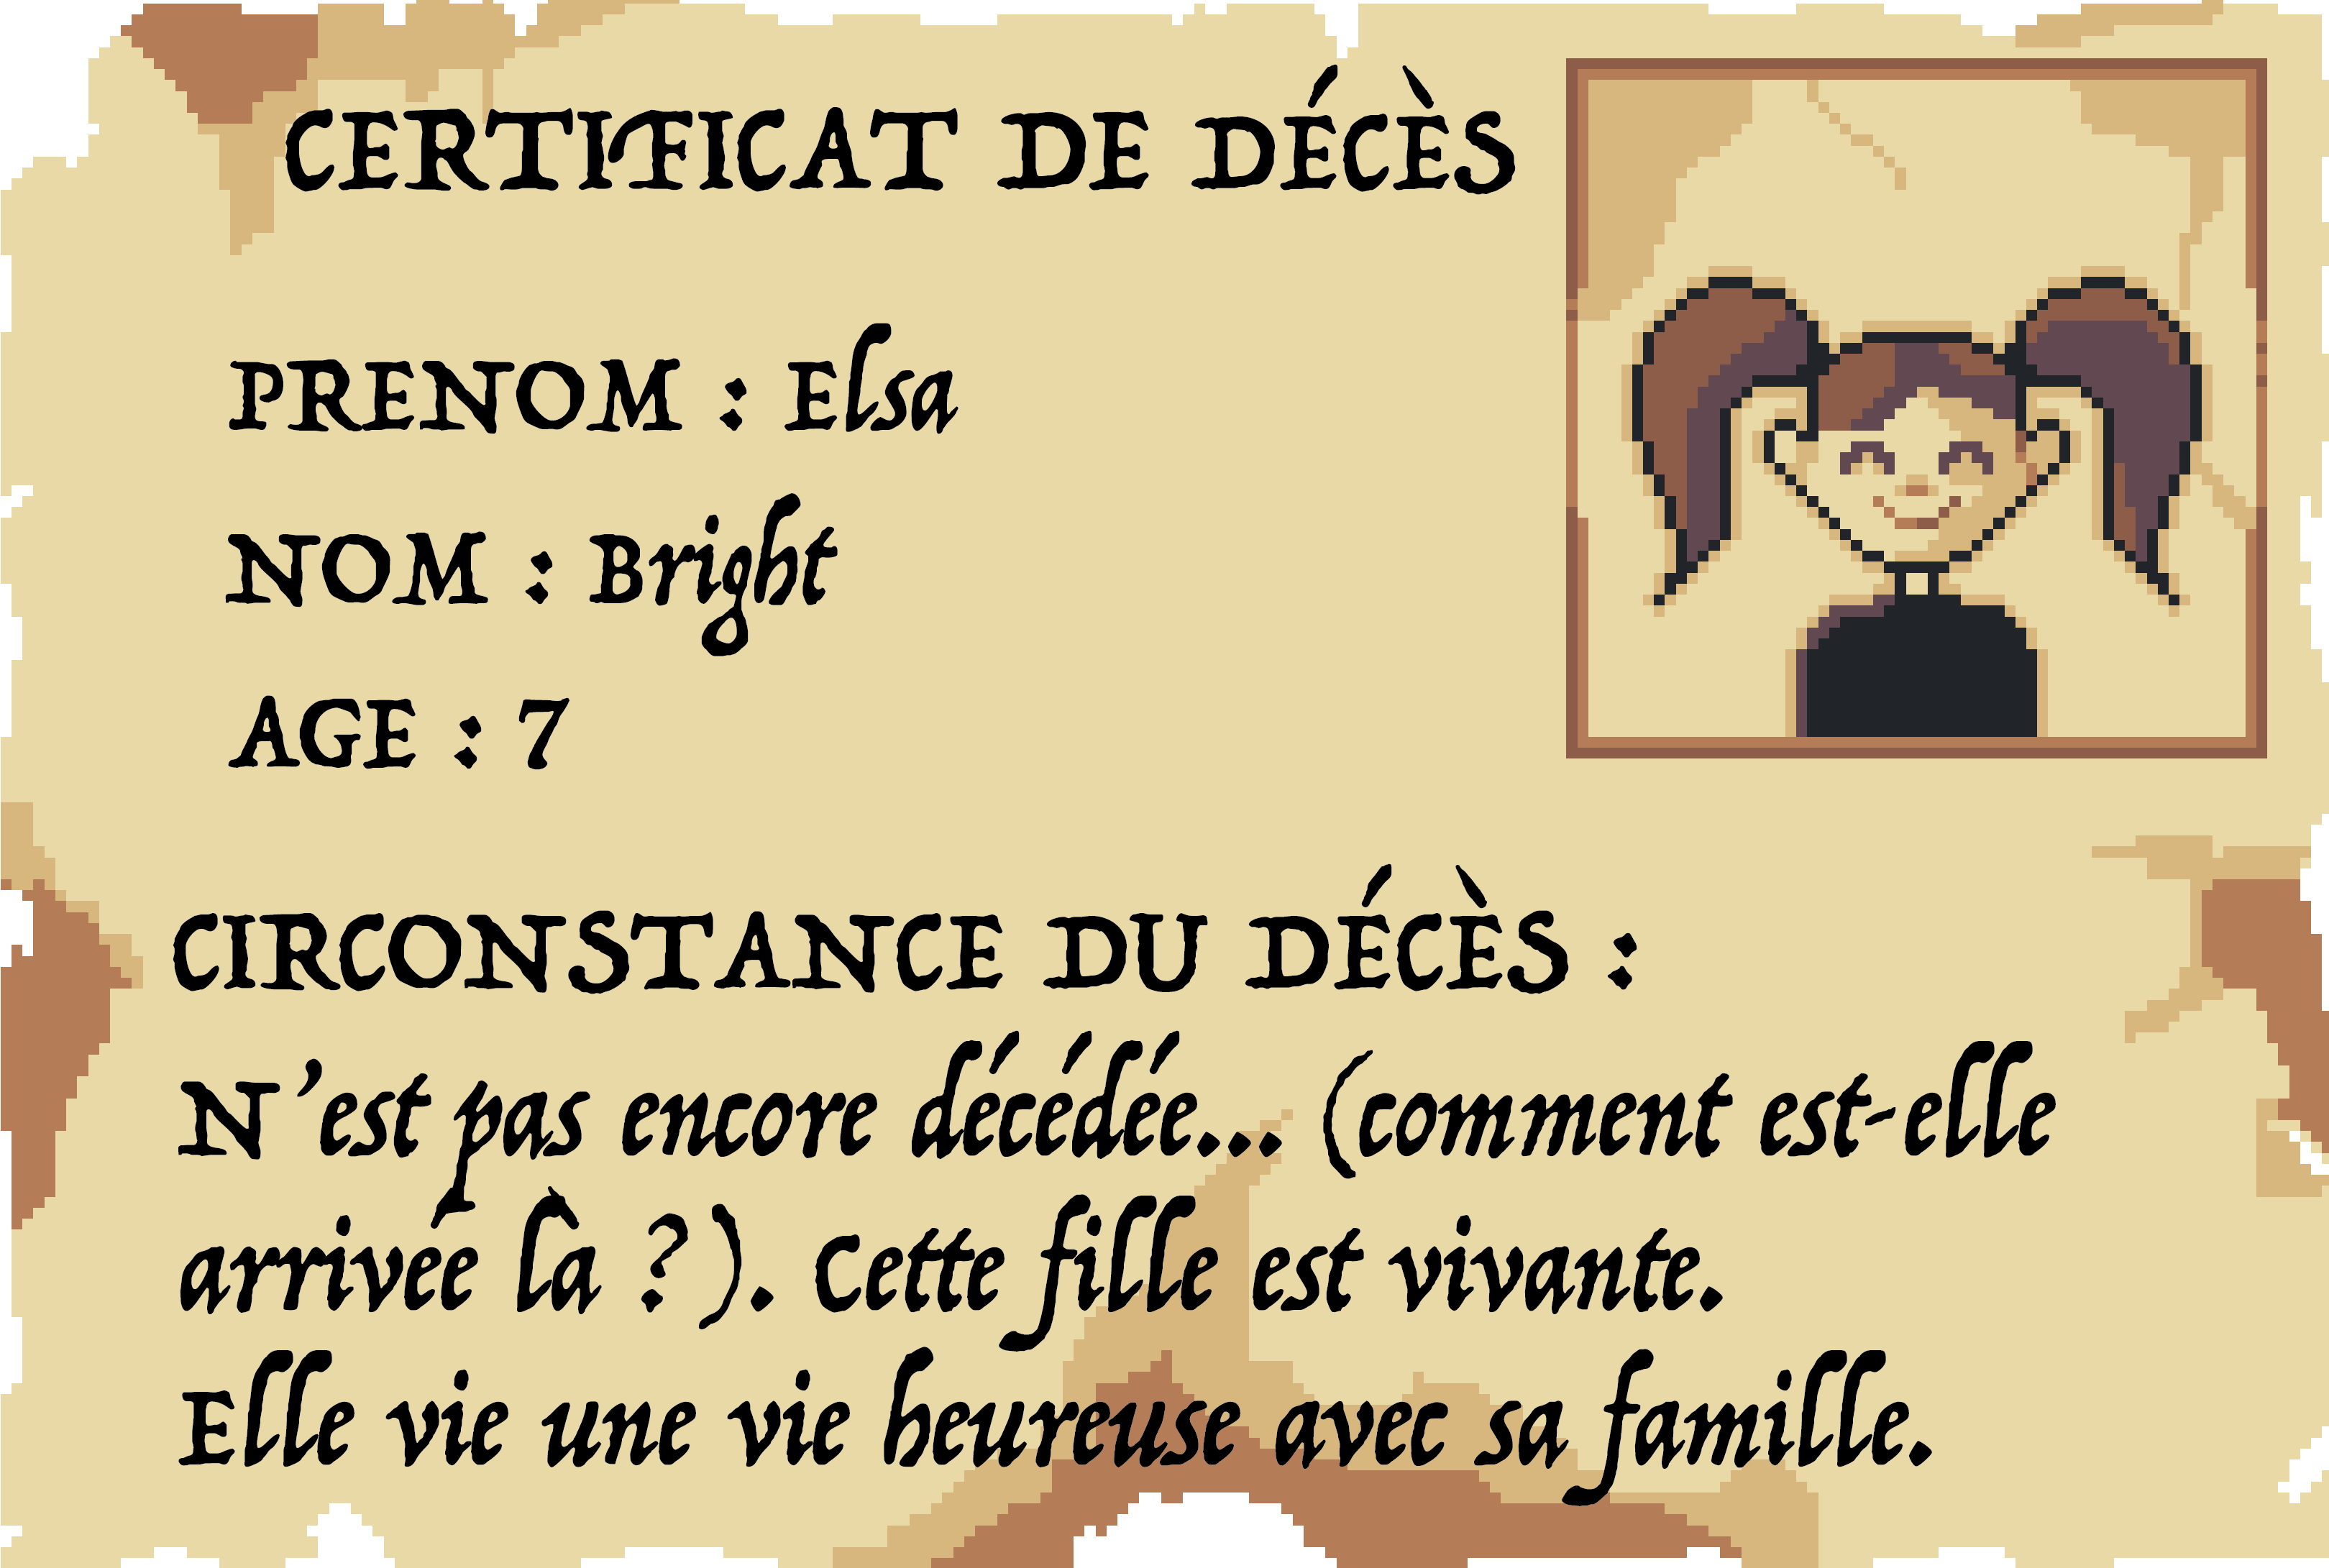 CERTIFICAT DE DÉCÈS
PRENOM : Elsa
NOM : Bright
AGE : 7
CIRCONSTANCE DU DÉCÈS :
N'est pas encore décédée... (comment est-elle
arrivee là ?). cette fille est vivante.
Elle vie une vie heureuse avec sa famille.